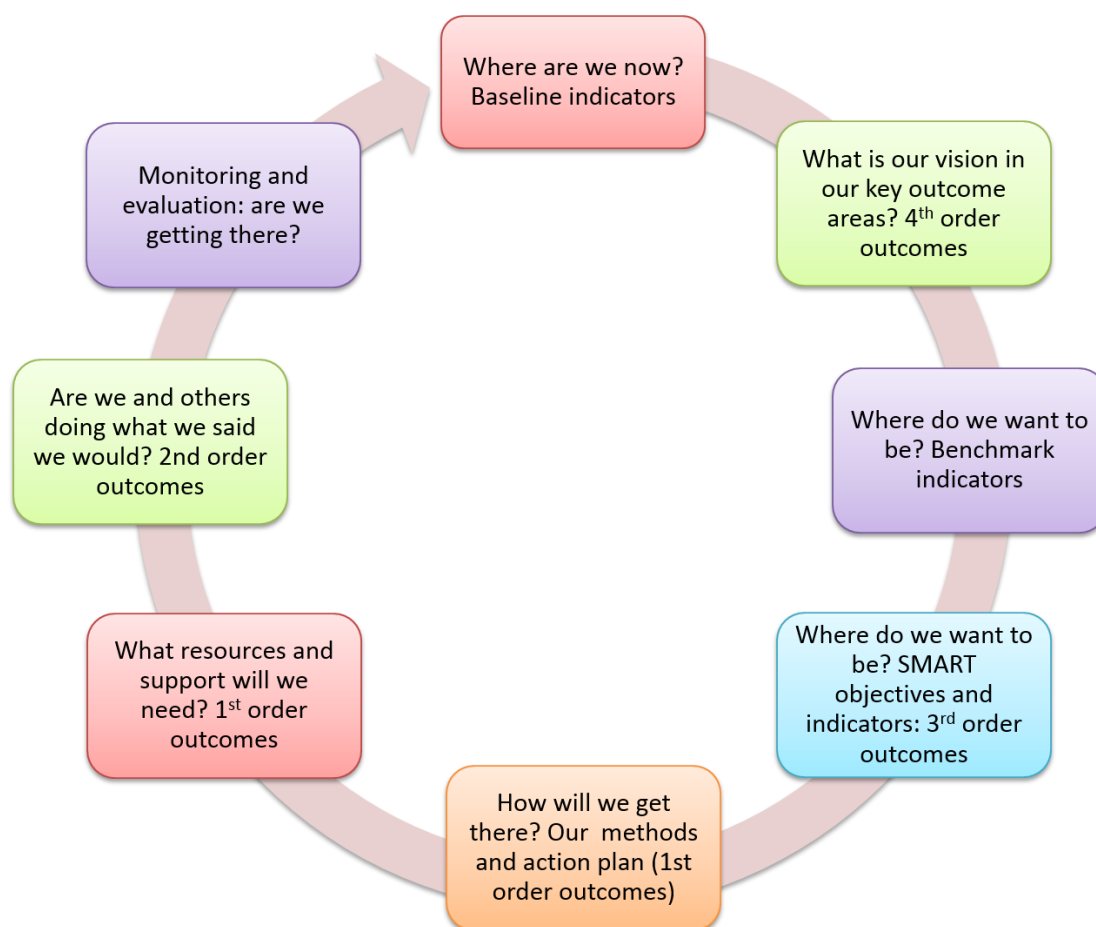 Where are we now?
Baseline indicators
What is our vision in
our key outcome
areas? 4th order
outcomes
Where do we want to
be? Benchmark
indicators
Where do we want to
be? SMART
objectives and
indicators: 3rd order
outcomes
How will we get
there? Our  methods
and action plan (1st
order outcomes)
What resources and
support will we
need? 1st order
outcomes
Are we and others
doing what we said
we would? 2nd order
outcomes
Monitoring and
evaluation: are we
getting there?